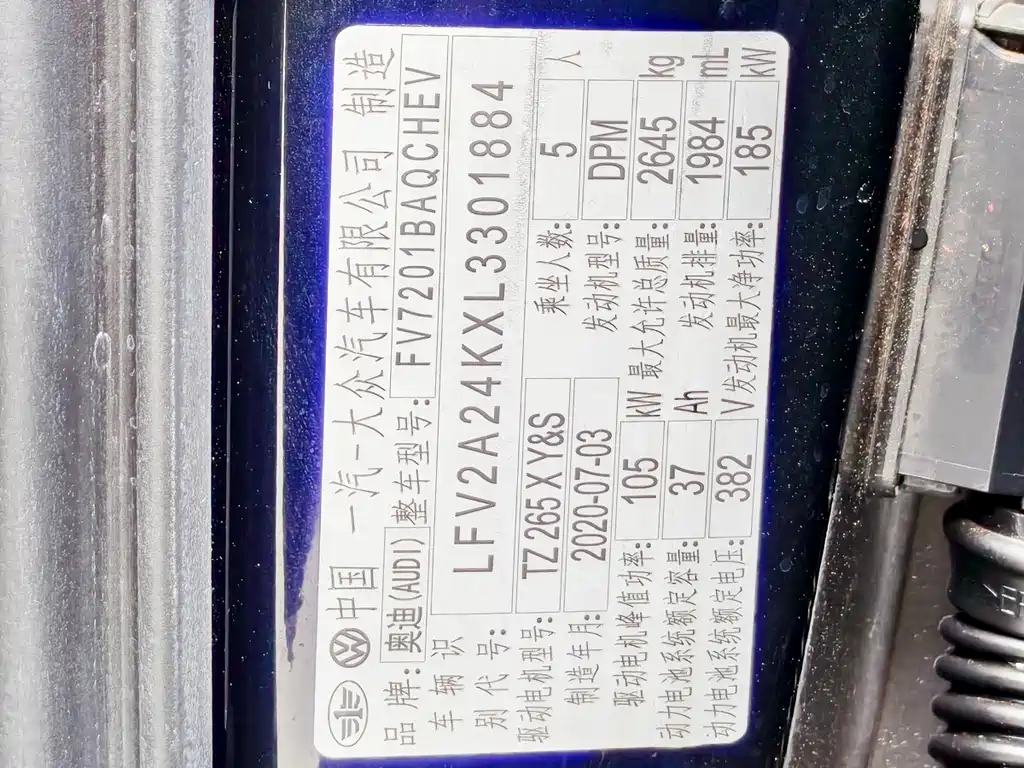 中国 一汽-大众汽车有限公司 制造
品牌: 奥迪(AUDI) 整车型号: FV7201BAQCHEV
车辆识别代号: LFV2A24KXL3301884
驱动电机型号: TZ265XY&S 乘坐人数: 5 人
制造年月: 2020-07-03 发动机型号: DPM
驱动电机峰值功率: 105 kW 最大允许总质量: 2645 kg
动力电池系统额定容量: 37 Ah 发动机排量: 1984 mL
动力电池系统额定电压: 382 V 发动机最大净功率: 185 kW